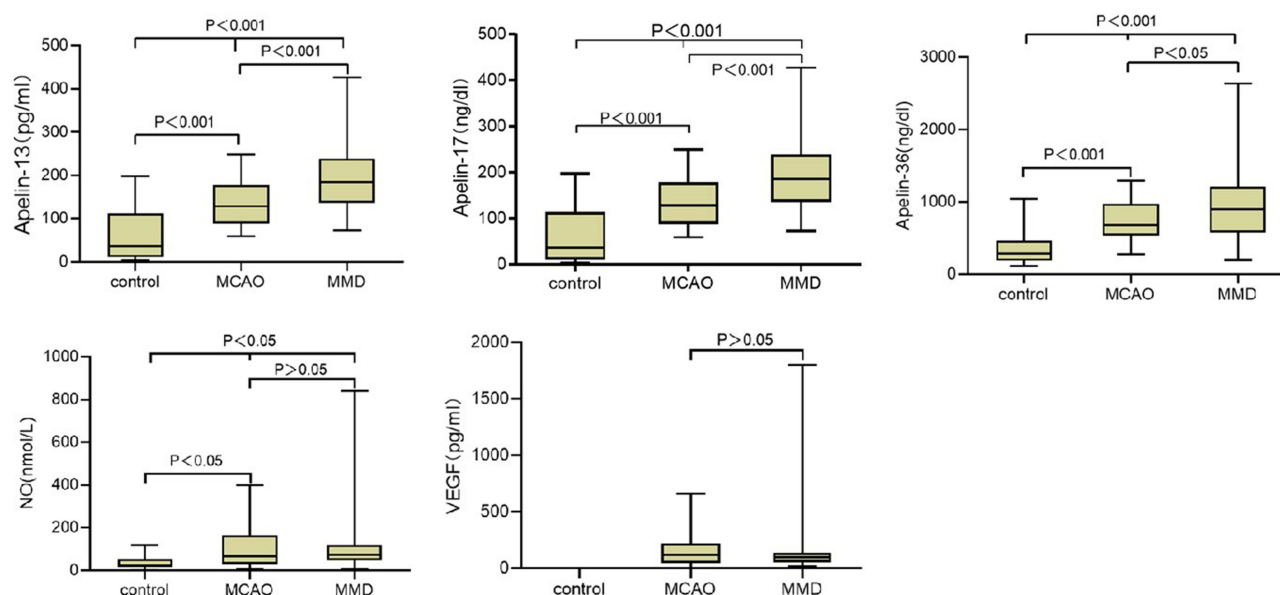 P<0.001
P<0.001
P<0.001
Apelin-13(pg/ml)
500
400
300
200
100
0
control MCAO MMD
P<0.001
P<0.001
P<0.001
Apelin-17(ng/dl)
500
400
300
200
100
0
control MCAO MMD
P<0.001
P<0.05
P<0.001
Apelin-36(ng/dl)
3000
2000
1000
0
control MCAO MMD
P<0.05
P>0.05
P<0.05
NO(nmol/L)
1000
800
600
400
200
0
control MCAO MMD
P>0.05
VEGF(pg/ml)
2000
1500
1000
500
0
control MCAO MMD